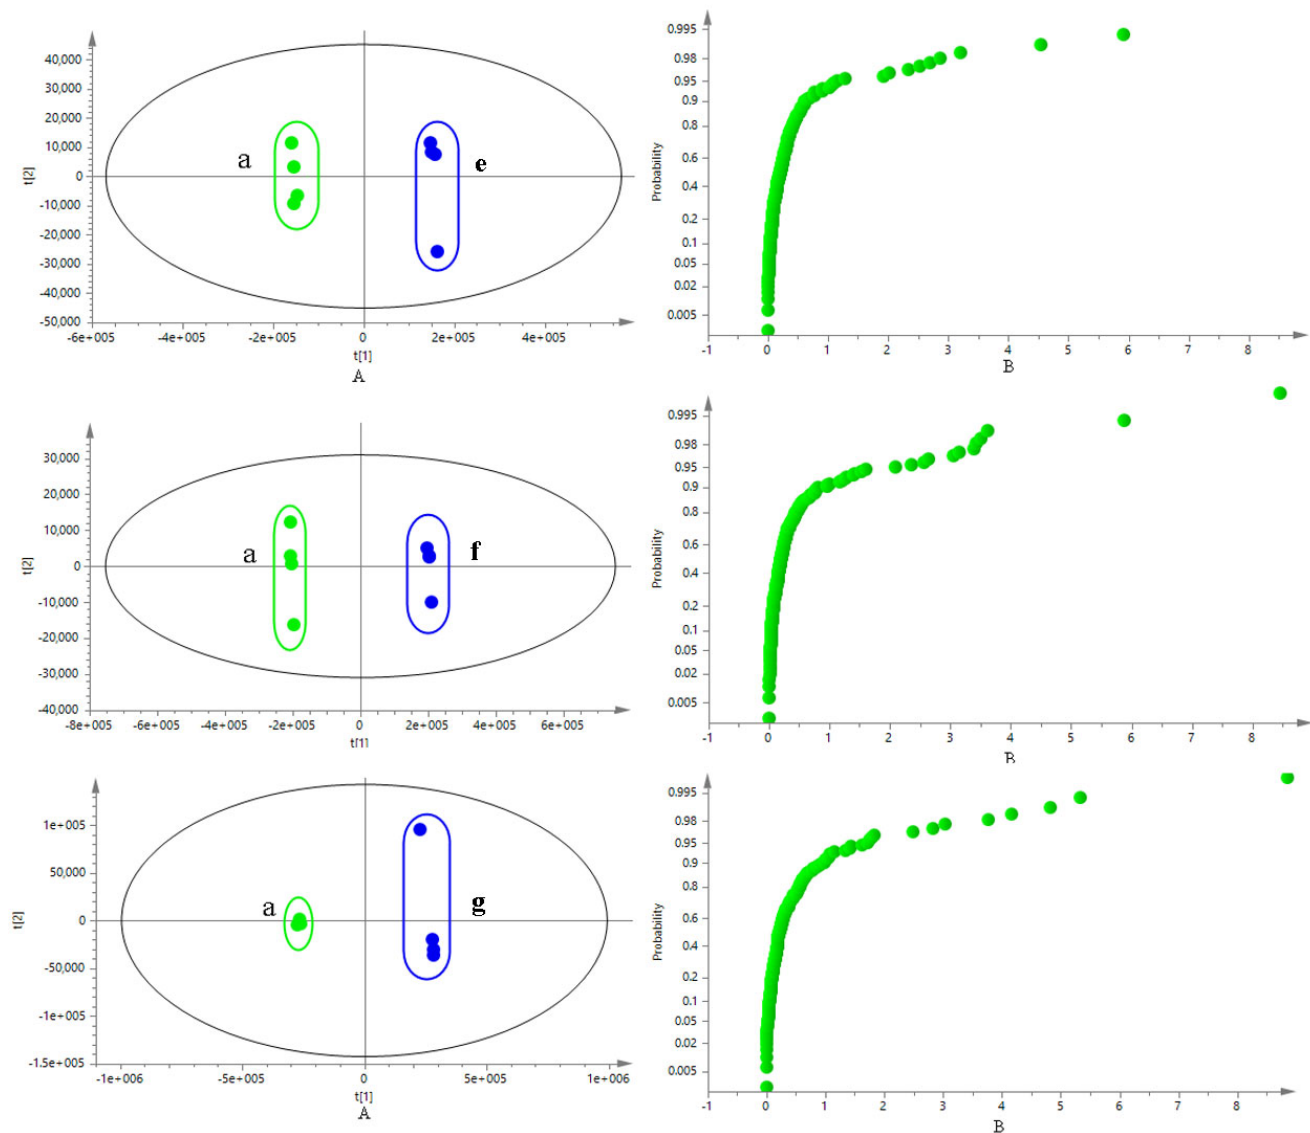 40,000
30,000
20,000
10,000
0
-10,000
-20,000
-30,000
-40,000
-50,000
t[2]
a
e
-6e+005 -4e+005 -2e+005 0 2e+005 4e+005
t[1]
A
0.995
0.98
0.95
0.9
0.8
0.6
0.4
0.2
0.1
0.05
0.02
0.005
Probability
-1 0 1 2 3 4 5 6 7 8
B
30,000
20,000
10,000
0
-10,000
-20,000
-30,000
-40,000
t[2]
a
f
-8e+005 -6e+005 -4e+005 -2e+005 0 2e+005 4e+005 6e+005
t[1]
0.995
0.98
0.95
0.9
0.8
0.6
0.4
0.2
0.1
0.05
0.02
0.005
Probability
-1 0 1 2 3 4 5 6 7 8
B
1e+005
50,000
0
-50,000
-1e+005
-1.5e+005
t[2]
a
g
-1e+006 -5e+005 0 5e+005 1e+006
t[1]
A
0.995
0.98
0.95
0.9
0.8
0.6
0.4
0.2
0.1
0.05
0.02
0.005
Probability
-1 0 1 2 3 4 5 6 7 8
B